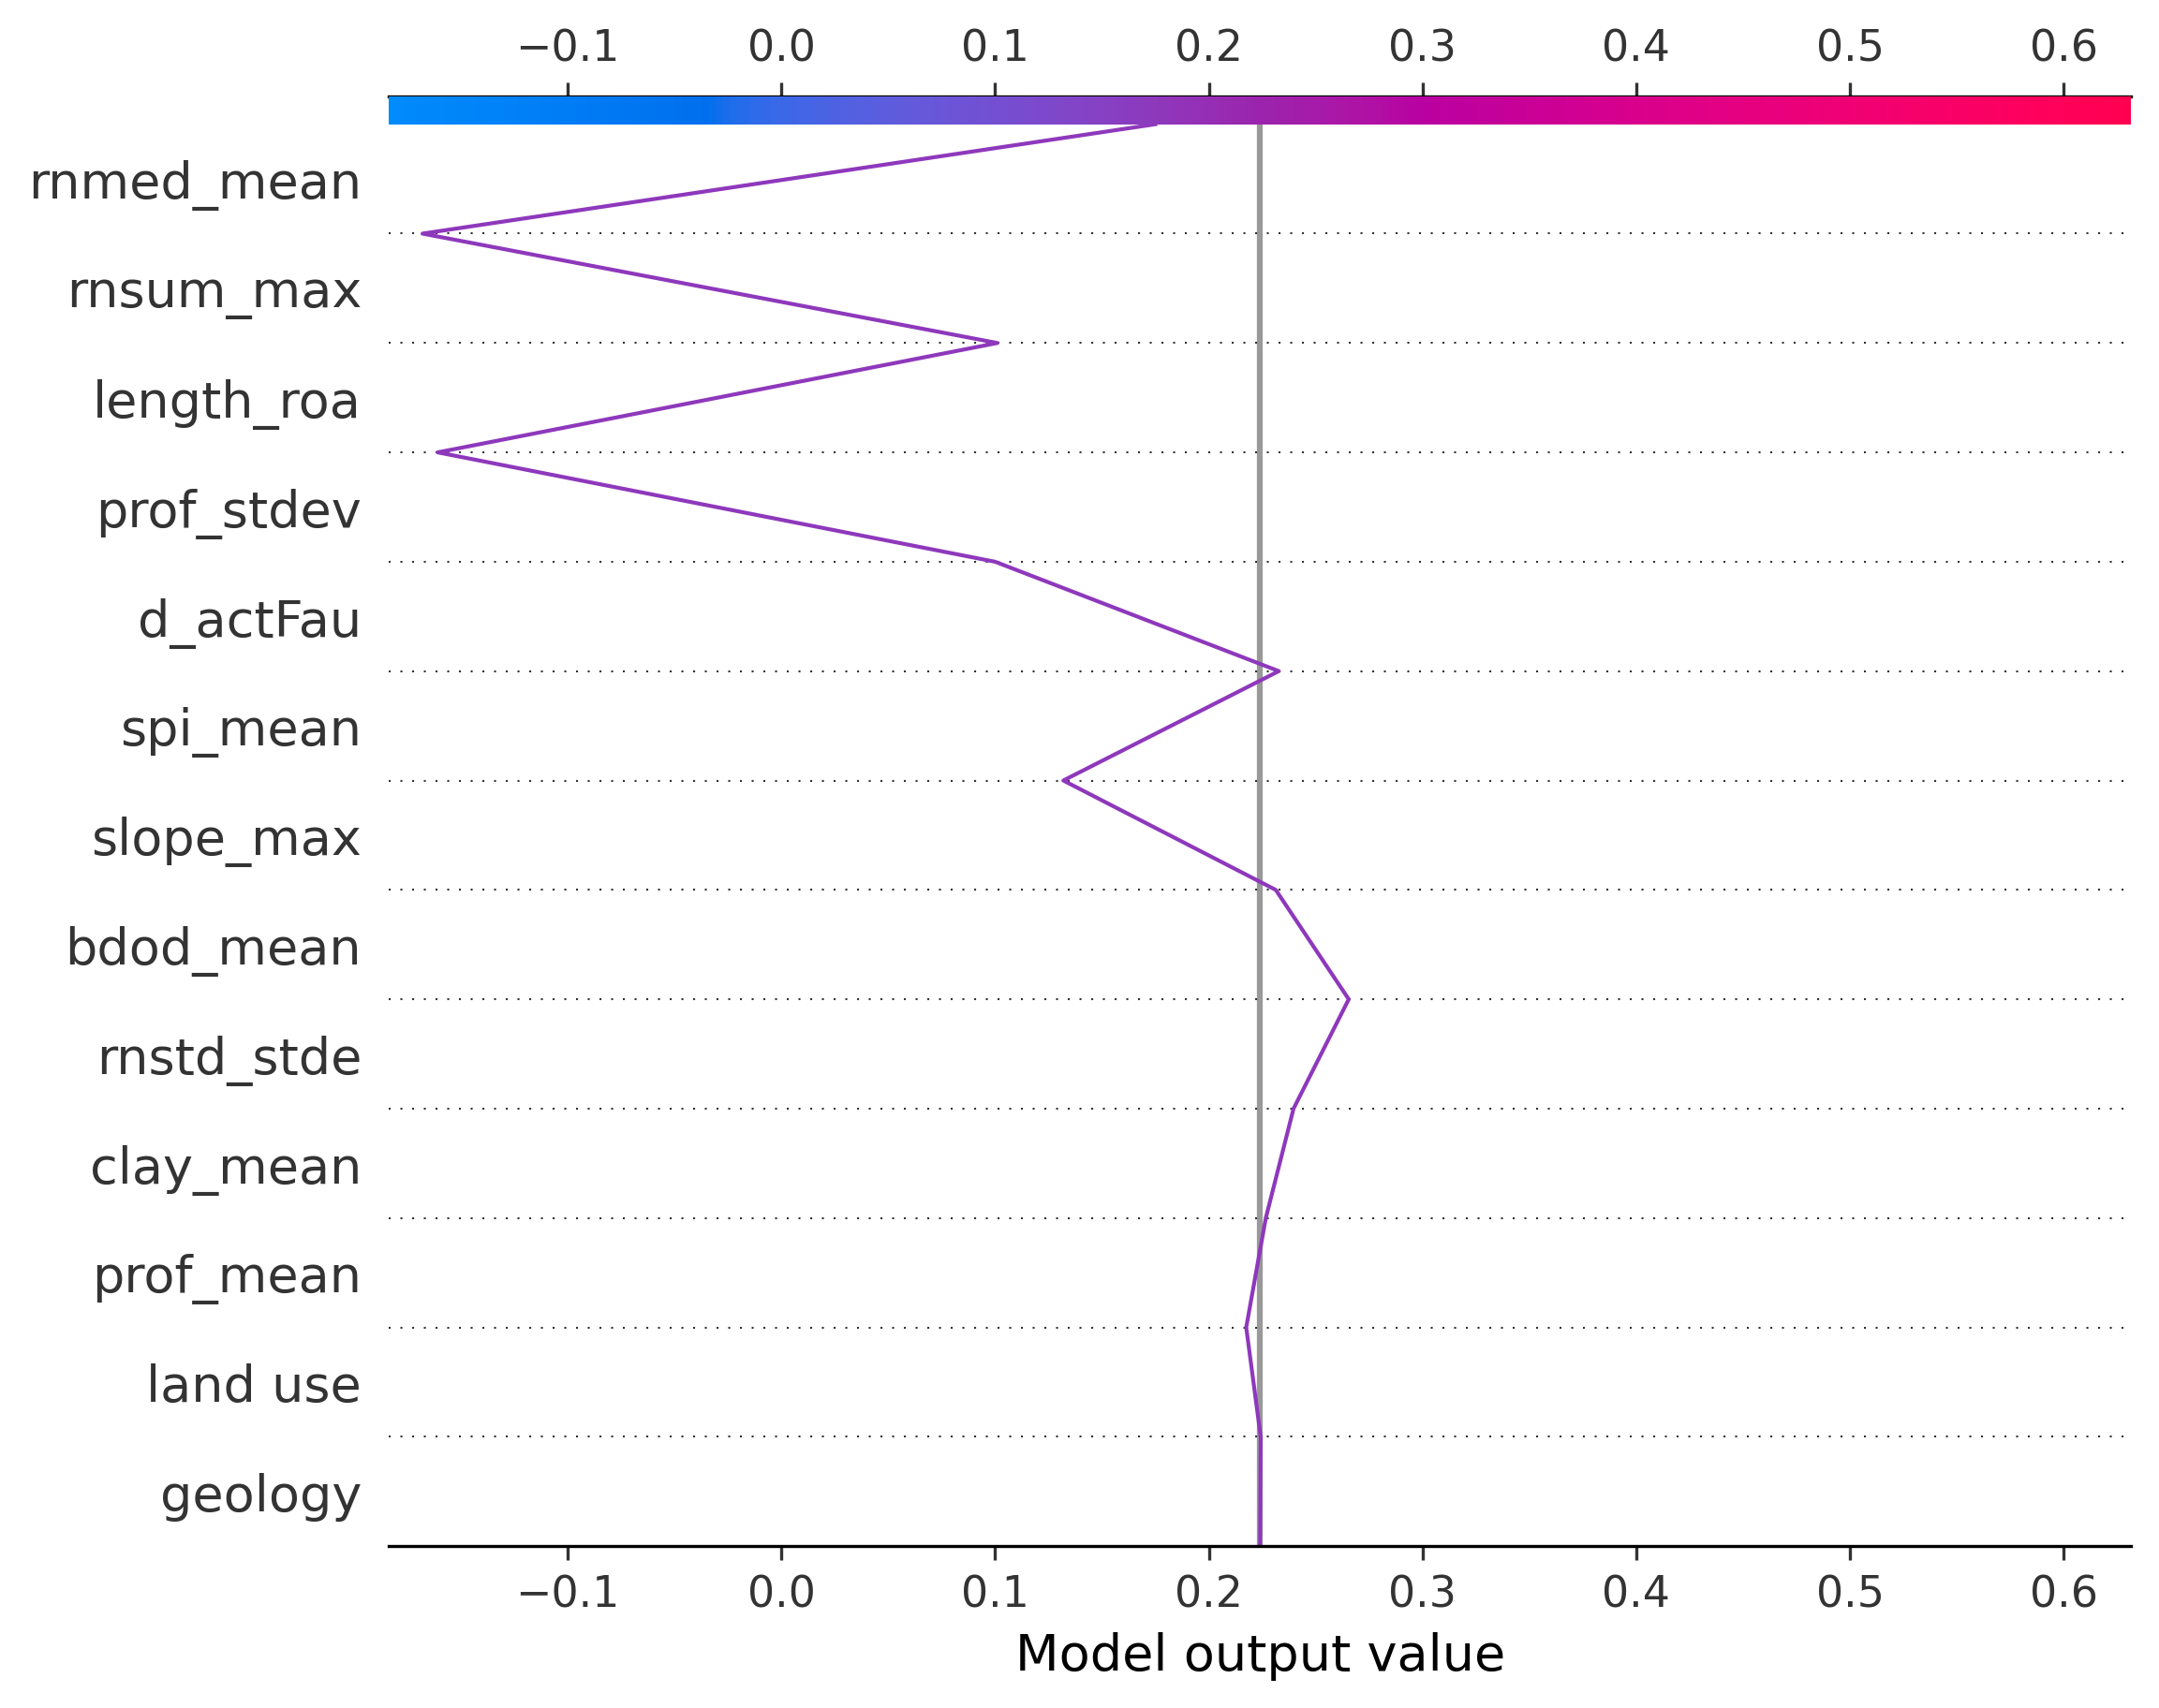 −0.1 0.0 0.1 0.2 0.3 0.4 0.5 0.6
rnmed_mean
rnsum_max
length_roa
prof_stdev
d_actFau
spi_mean
slope_max
bdod_mean
rnstd_stde
clay_mean
prof_mean
land use
geology
−0.1 0.0 0.1 0.2 0.3 0.4 0.5 0.6
Model output value